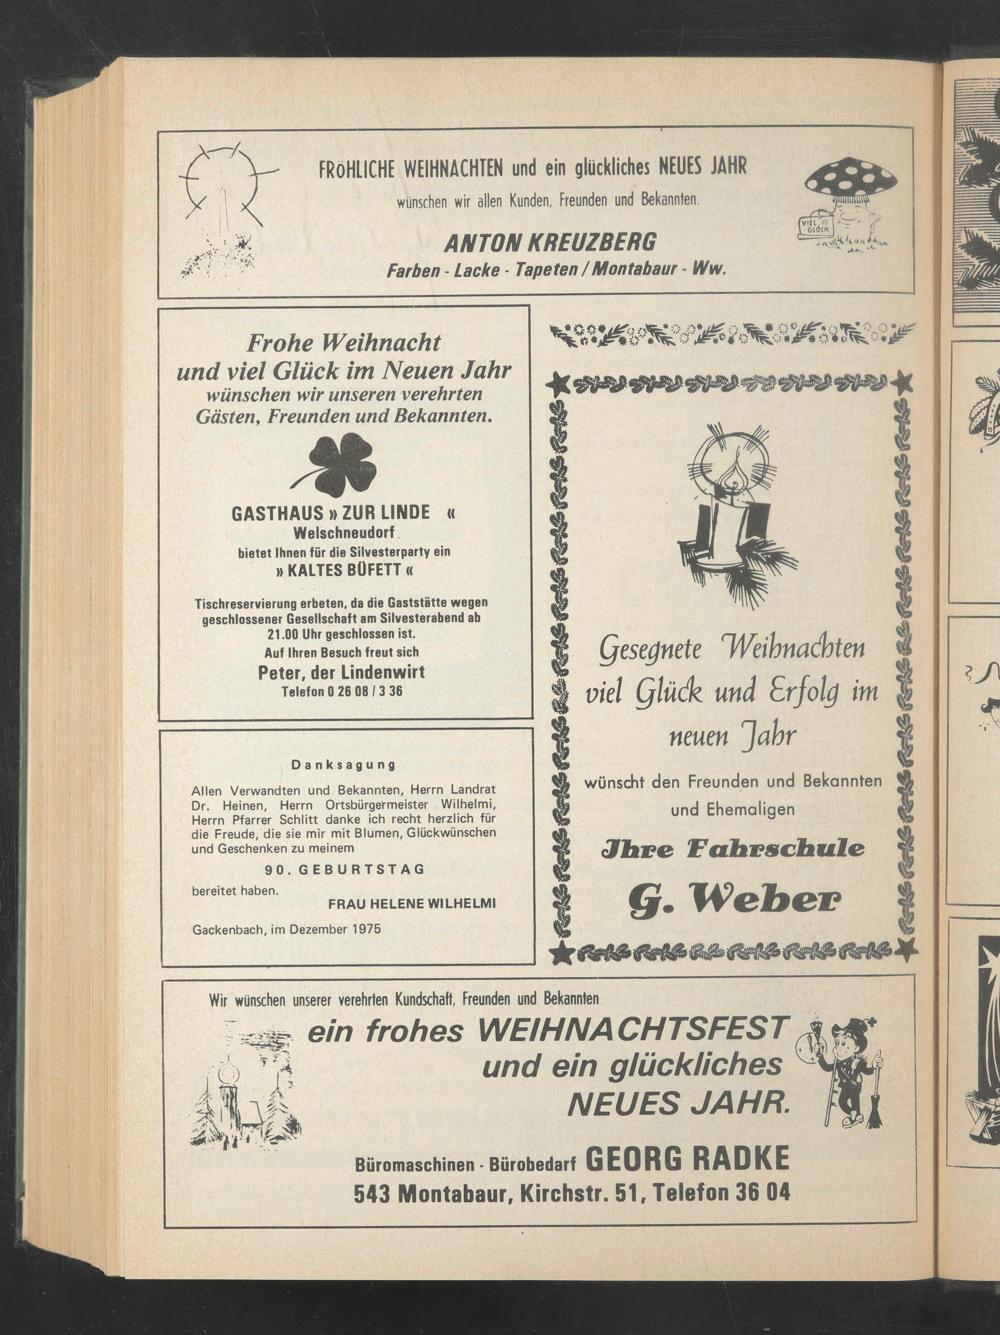 FRÖHLICHE WEIHNACHTEN und ein glückliches NEUES JAHR
wünschen wir allen Kunden, Freunden und Bekannten.
VIEL
GLÜCK
ANTON KREUZBERG
Farben - Lacke - Tapeten / Montabaur - Ww.
Frohe Weihnacht
und viel Glück im Neuen Jahr
wünschen wir unseren verehrten
Gästen, Freunden und Bekannten.
GASTHAUS » ZUR LINDE «
Welschneudorf
bietet Ihnen für die Silvesterparty ein
» KALTES BÜFETT «
Tischreservierung erbeten, da die Gaststätte wegen
geschlossener Gesellschaft am Silvesterabend ab
21.00 Uhr geschlossen ist.
Auf Ihren Besuch freut sich
Peter, der Lindenwirt
Telefon 0 26 08 / 3 36
Danksagung
Allen Verwandten und Bekannten, Herrn Landrat
Dr. Heinen, Herrn Ortsbürgermeister Wilhelmi,
Herrn Pfarrer Schlitt danke ich recht herzlich für
die Freude, die sie mir mit Blumen, Glückwünschen
und Geschenken zu meinem
90. GEBURTSTAG
bereitet haben.
FRAU HELENE WILHELMI
Gackenbach, im Dezember 1975
Gesegnete Weihnachten
viel Glück und Erfolg im
neuen Jahr
wünscht den Freunden und Bekannten
und Ehemaligen
Ihre Fahrschule
G. Weber
Wir wünschen unserer verehrten Kundschaft, Freunden und Bekannten
ein frohes WEIHNACHTSFEST
und ein glückliches
NEUES JAHR.
Büromaschinen - Bürobedarf GEORG RADKE
543 Montabaur, Kirchstr. 51, Telefon 36 04